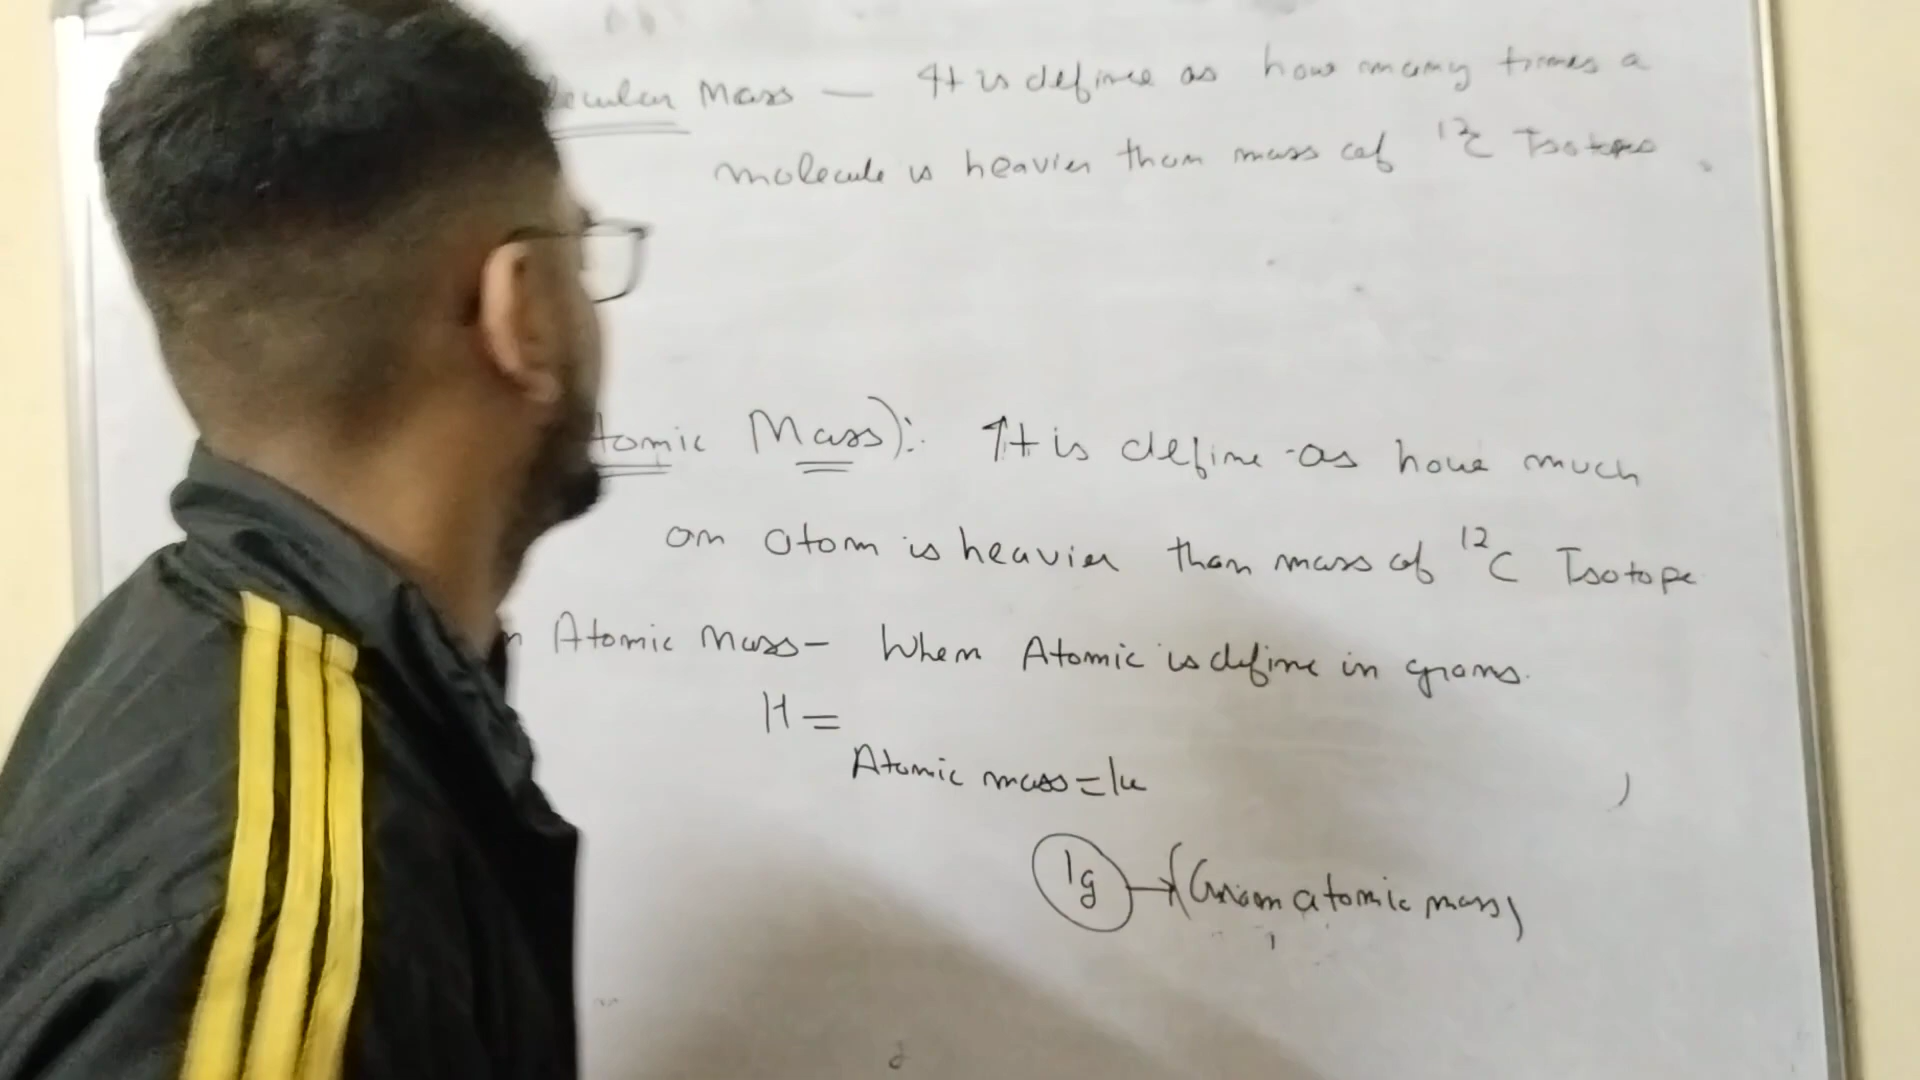 lecular Mass — It is define as how many times a
molecule is heavier than mass of 12C Isotope
tomic Mass): It is define as how much
an atom is heavier than mass of 12C Isotope
n Atomic Mass- When Atomic is define in grams.
H =
Atomic mass = 1u
1g → (Gram atomic mass)